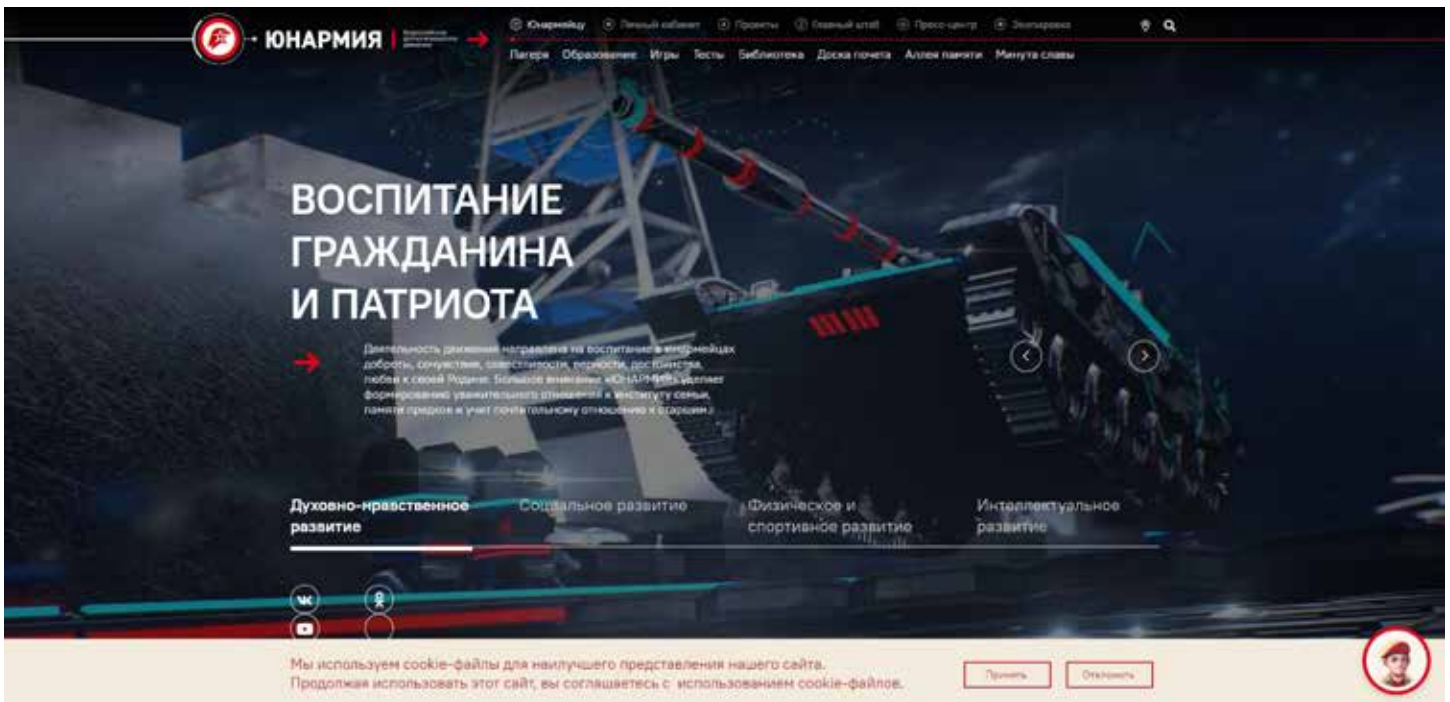 ЮНАРМИЯ
Юнармейцу Личный кабинет Проекты Главный штаб Пресс-центр Экипировка
Лагеря Образование Игры Тесты Библиотека Доска почета Аллея памяти Минута славы
ВОСПИТАНИЕ
ГРАЖДАНИНА
И ПАТРИОТА
Деятельность движения направлена на воспитание в юнармейцах
доброты, сочувствия, совестливости, верности, достоинства,
любви к своей Родине. Большое внимание «ЮНАРМИЯ» уделяет
формированию уважительного отношения к институту семьи,
памяти предков и учит почтительному отношению к старшим.
Духовно-нравственное
развитие
Социальное развитие
Физическое и
спортивное развитие
Интеллектуальное
развитие
Мы используем cookie-файлы для наилучшего представления нашего сайта.
Продолжая использовать этот сайт, вы соглашаетесь с использованием cookie-файлов.
Принять Отклонить